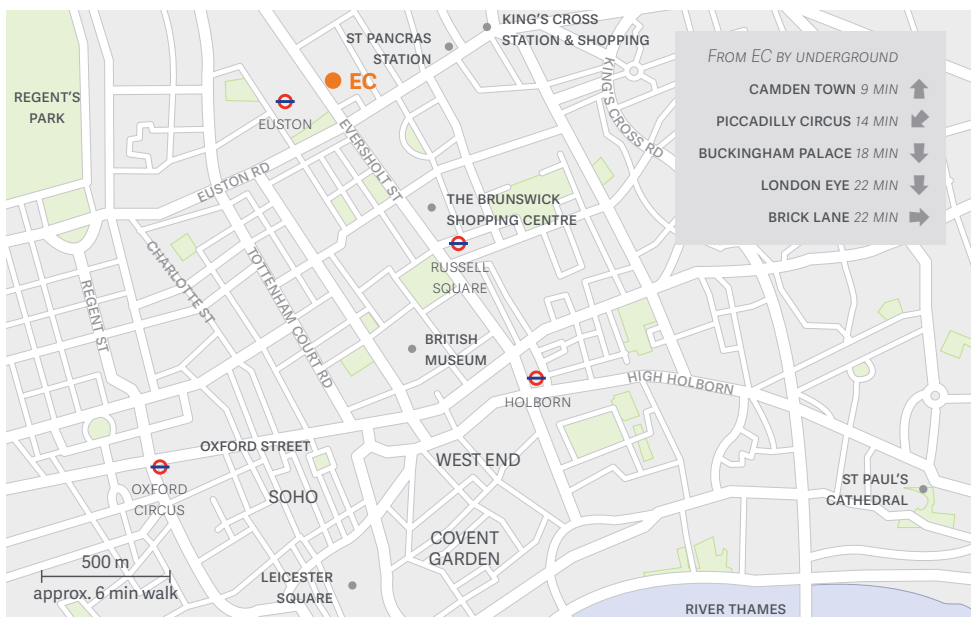 KING'S CROSS
STATION & SHOPPING
ST PANCRAS
STATION
EC
REGENT'S
PARK
EUSTON
EUSTON RD
EVERSHOLT ST
KING'S CROSS RD
FROM EC BY UNDERGROUND
CAMDEN TOWN 9 MIN
PICCADILLY CIRCUS 14 MIN
BUCKINGHAM PALACE 18 MIN
LONDON EYE 22 MIN
BRICK LANE 22 MIN
THE BRUNSWICK
SHOPPING CENTRE
RUSSELL
SQUARE
CHARLOTTE ST
TOTTENHAM COURT RD
REGENT ST
BRITISH
MUSEUM
HOLBORN
HIGH HOLBORN
OXFORD STREET
WEST END
OXFORD
CIRCUS
SOHO
ST PAUL'S
CATHEDRAL
COVENT
GARDEN
500 m
approx. 6 min walk
LEICESTER
SQUARE
RIVER THAMES